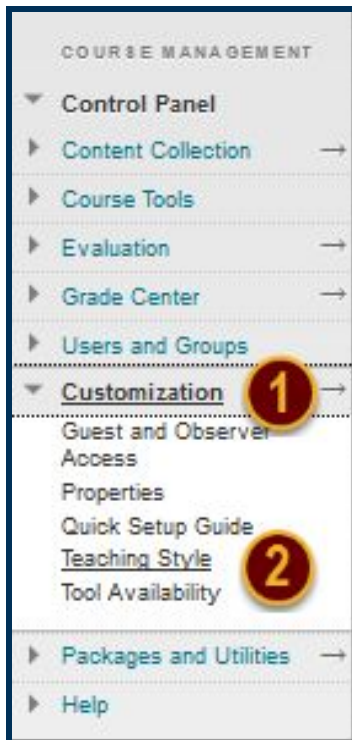 COURSE MANAGEMENT
Control Panel
Content Collection
Course Tools
Evaluation
Grade Center
Users and Groups
Customization 1
Guest and Observer
Access
Properties
Quick Setup Guide
Teaching Style 2
Tool Availability
Packages and Utilities
Help